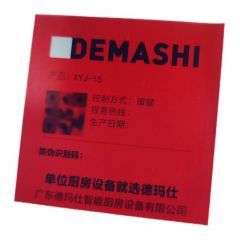 DEMASHI
产品: XYJ-15
控制方式: 按键
服务热线:
生产日期:
防伪识别码:
单位厨房设备就选德玛仕
广东德玛仕智能厨房设备有限公司